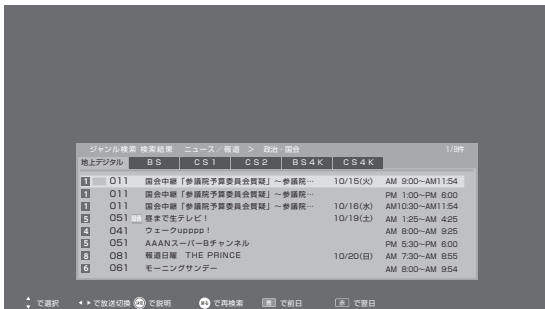 ジャンル検索 検索結果 ニュース／報道 ＞ 政治・国会 1/8件
地上デジタル BS CS1 CS2 BS4K CS4K
1 011 国会中継「参議院予算委員会質疑」～参議院… 10/15(火) AM 9:00～AM11:54
1 011 国会中継「参議院予算委員会質疑」～参議院… PM 1:00～PM 6:00
1 011 国会中継「参議院予算委員会質疑」～参議院… 10/16(水) AM10:30～AM11:54
5 051 昼まで生テレビ！ 10/19(土) AM 1:25～AM 4:25
4 041 ウェークupppp！ AM 8:00～AM 9:25
5 051 AAANスーパーBチャンネル PM 5:30～PM 6:00
8 081 報道日曜 THE PRINCE 10/20(日) AM 7:30～AM 8:55
6 061 モーニングサンデー AM 8:00～AM 9:54
で選択 で放送切換 で説明 戻る で再検索 青 で前日 赤 で翌日